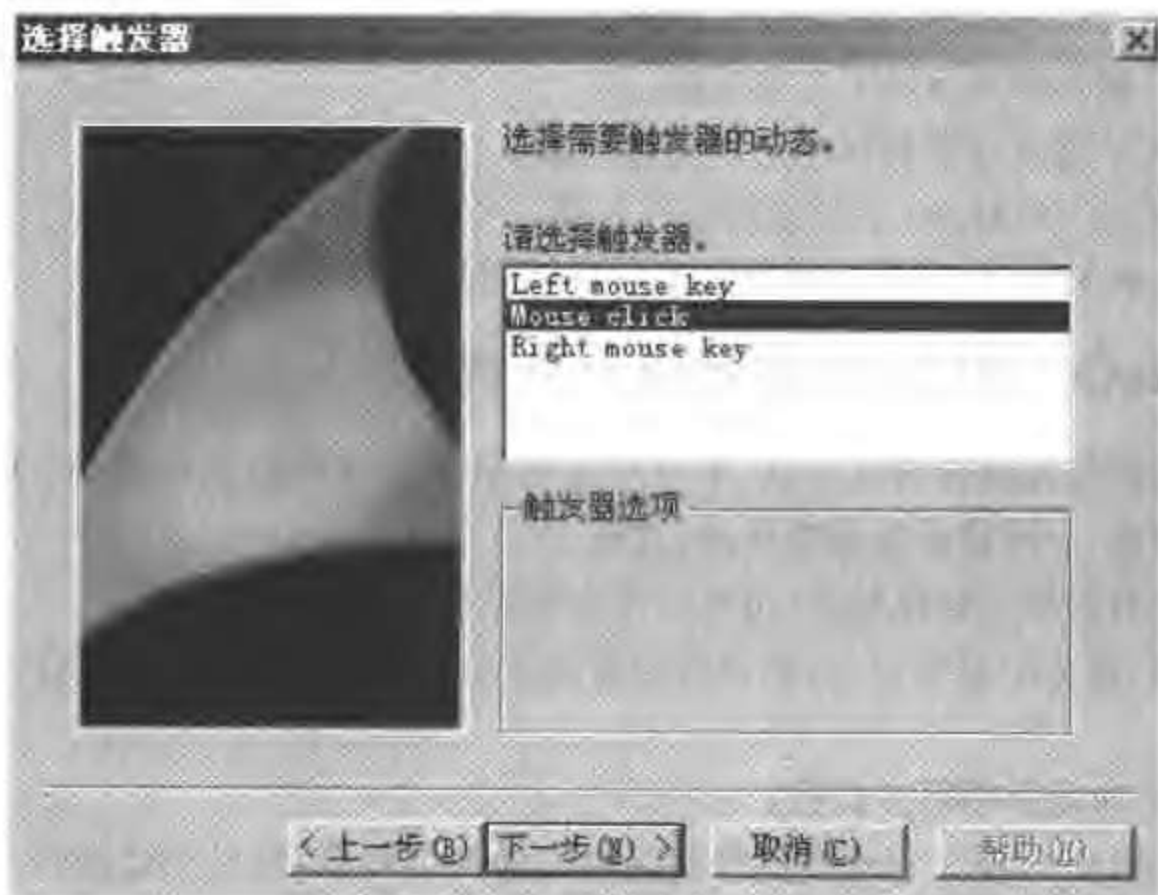 选择触发器
选择需要触发器的动态。
请选择触发器。
Left mouse key
Mouse click
Right mouse key
触发器选项
<上一步(B)
下一步(N) >
取消(C)
帮助(H)